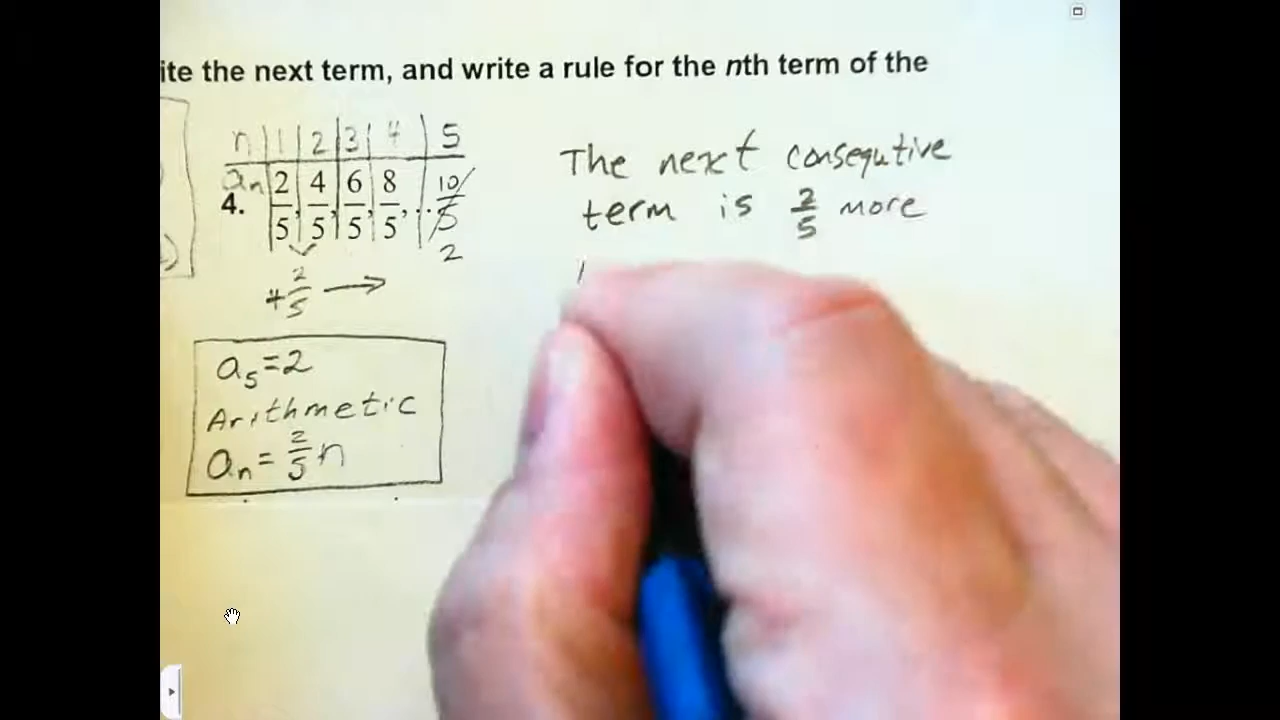 ite the next term, and write a rule for the nth term of the
n 1 2 3 4 5
an
4. 2/5, 4/5, 6/5, 8/5, ... 10/5
2
+2/5 →
a5=2
Arithmetic
an=2/5n
The next consequtive
term is 2/5 more